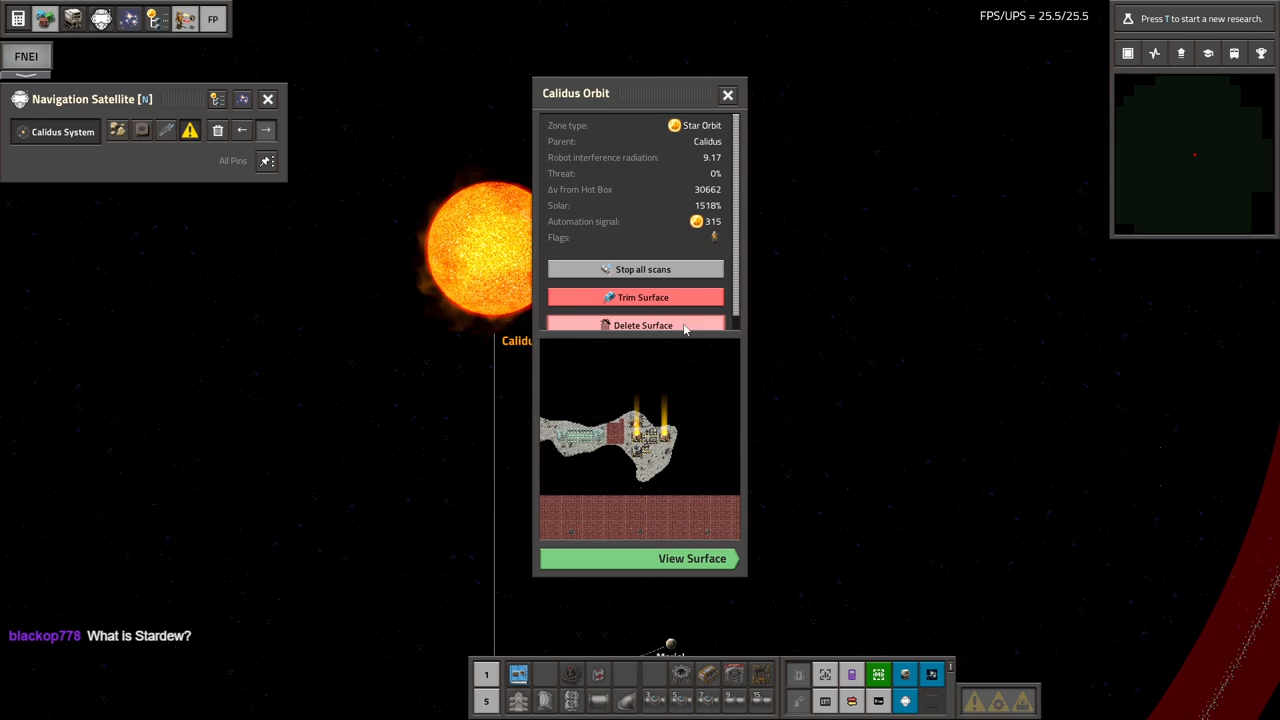 FP
FPS/UPS = 25.5/25.5
Press T to start a new research.
FNEI
Navigation Satellite [N]
Calidus System
All Pins
Calidus Orbit
Zone type: Star Orbit
Parent: Calidus
Robot interference radiation: 9.17
Threat: 0%
Δv from Hot Box 30662
Solar: 1518%
Automation signal: 315
Flags:
Stop all scans
Trim Surface
Delete Surface
View Surface
blackop778 What is Stardew?
1
5